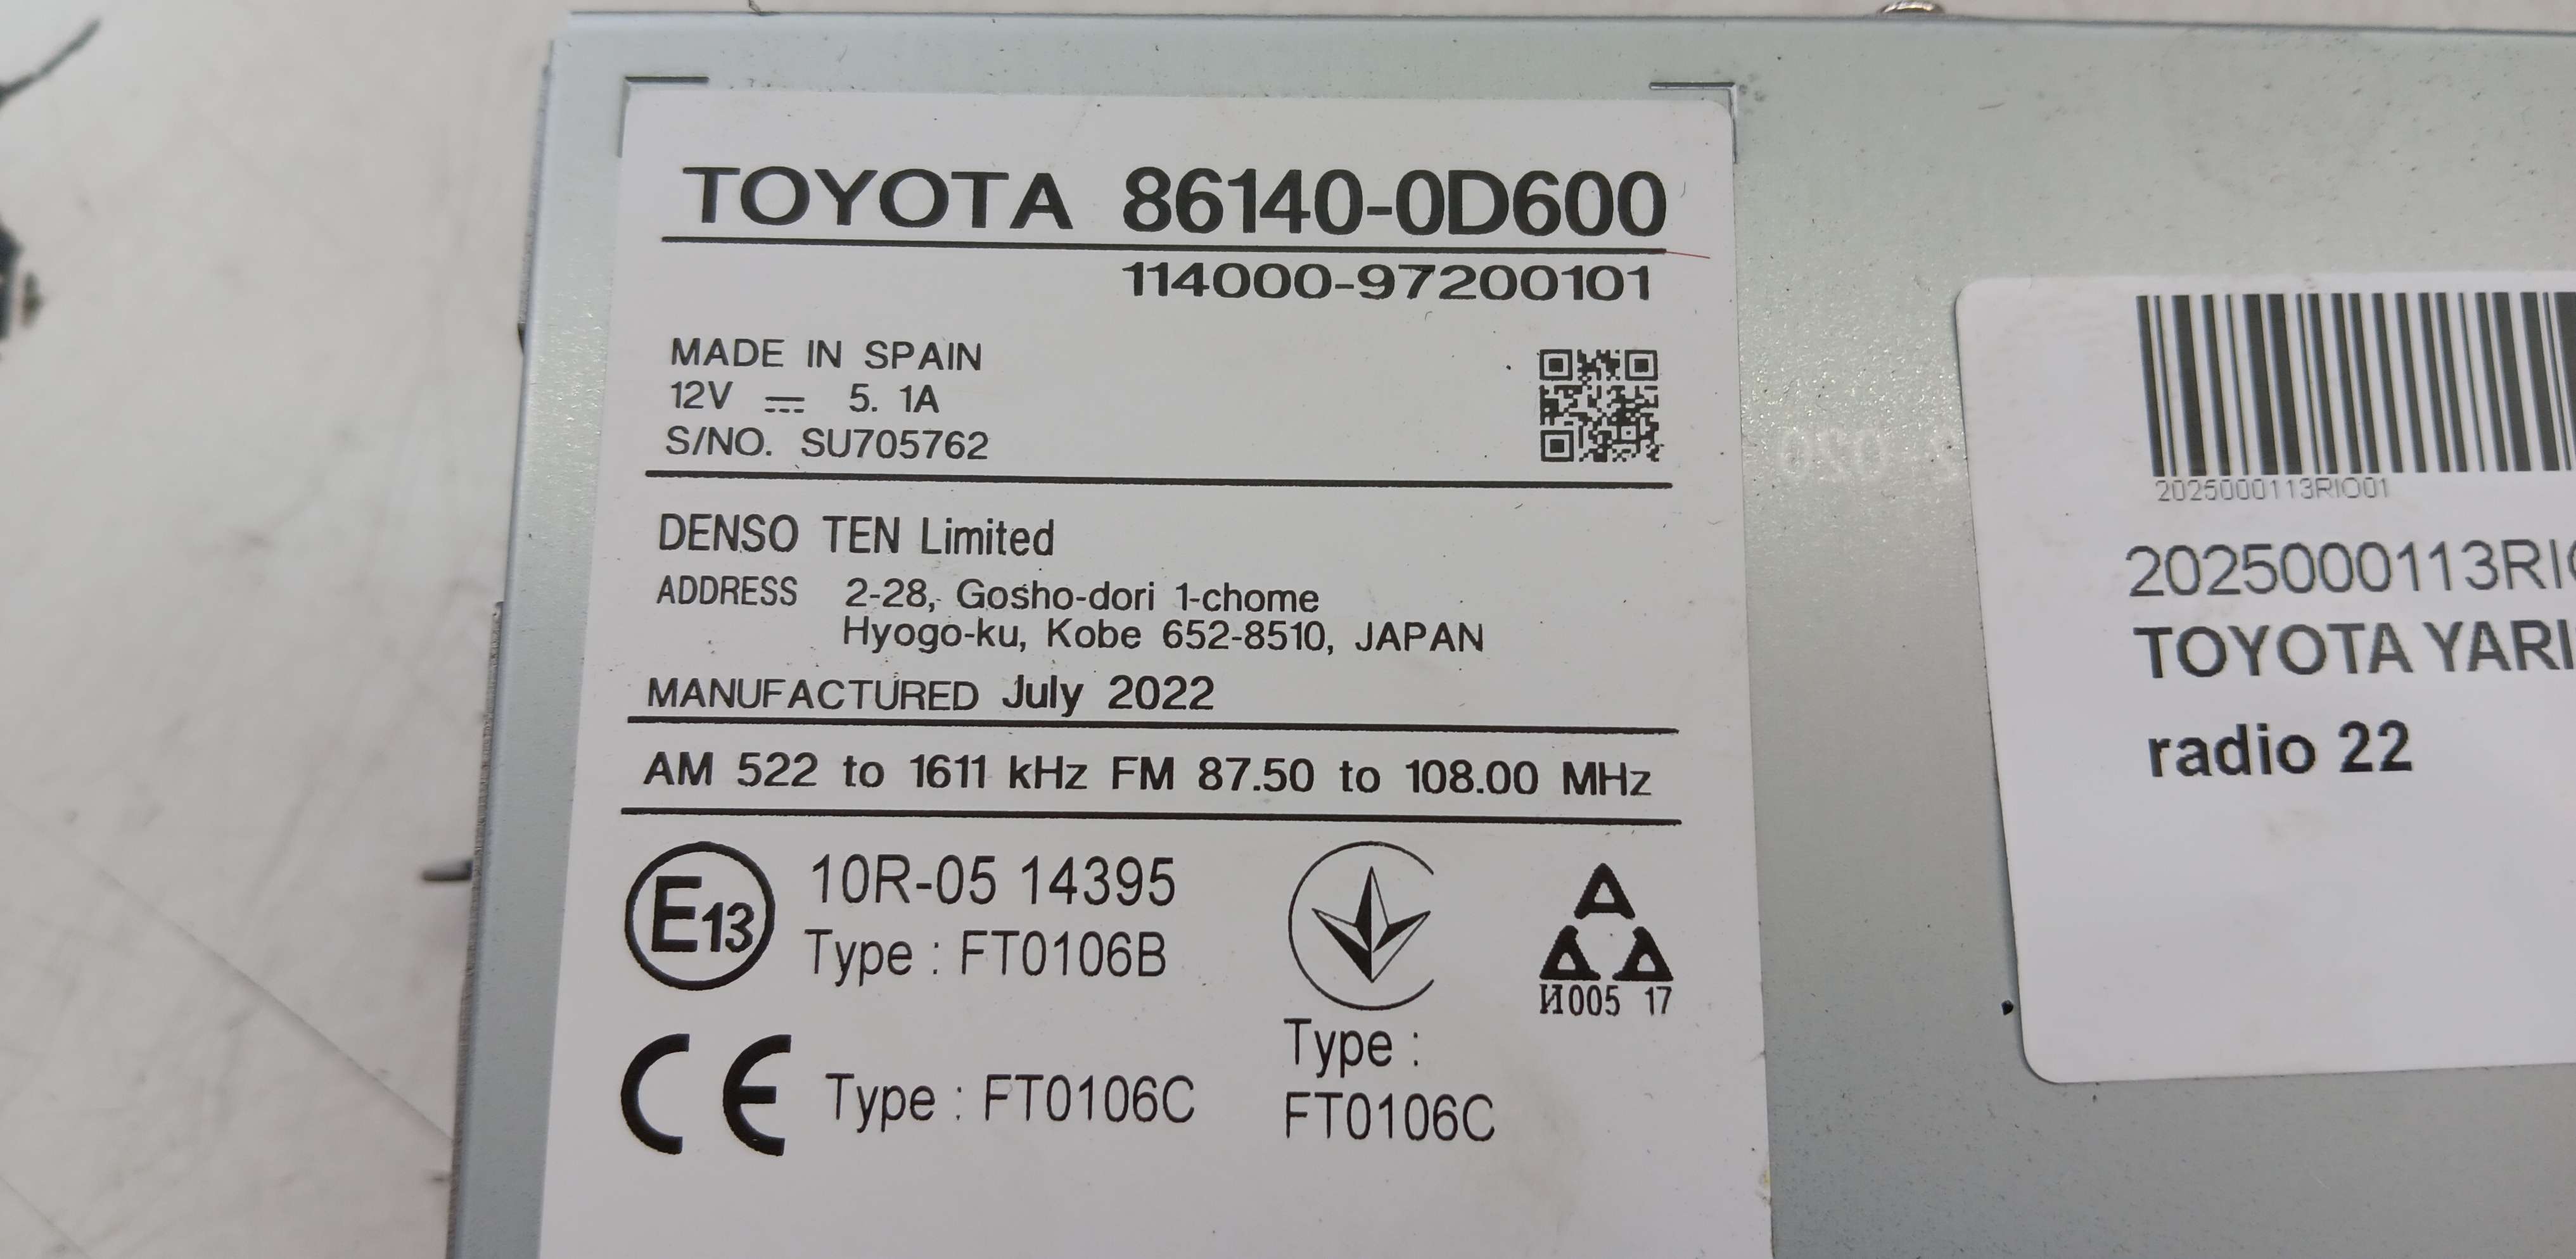 TOYOTA 86140-0D600
114000-97200101
MADE IN SPAIN
12V ⎓ 5. 1A
S/NO. SU705762
DENSO TEN Limited
ADDRESS 2-28, Gosho-dori 1-chome
Hyogo-ku, Kobe 652-8510, JAPAN
MANUFACTURED July 2022
AM 522 to 1611 kHz FM 87.50 to 108.00 MHz
E13 10R-05 14395
Type : FT0106B
И005 17
CE Type : FT0106C
Type :
FT0106C
2025000113RIO01
2025000113RI
TOYOTA YARI
radio 22